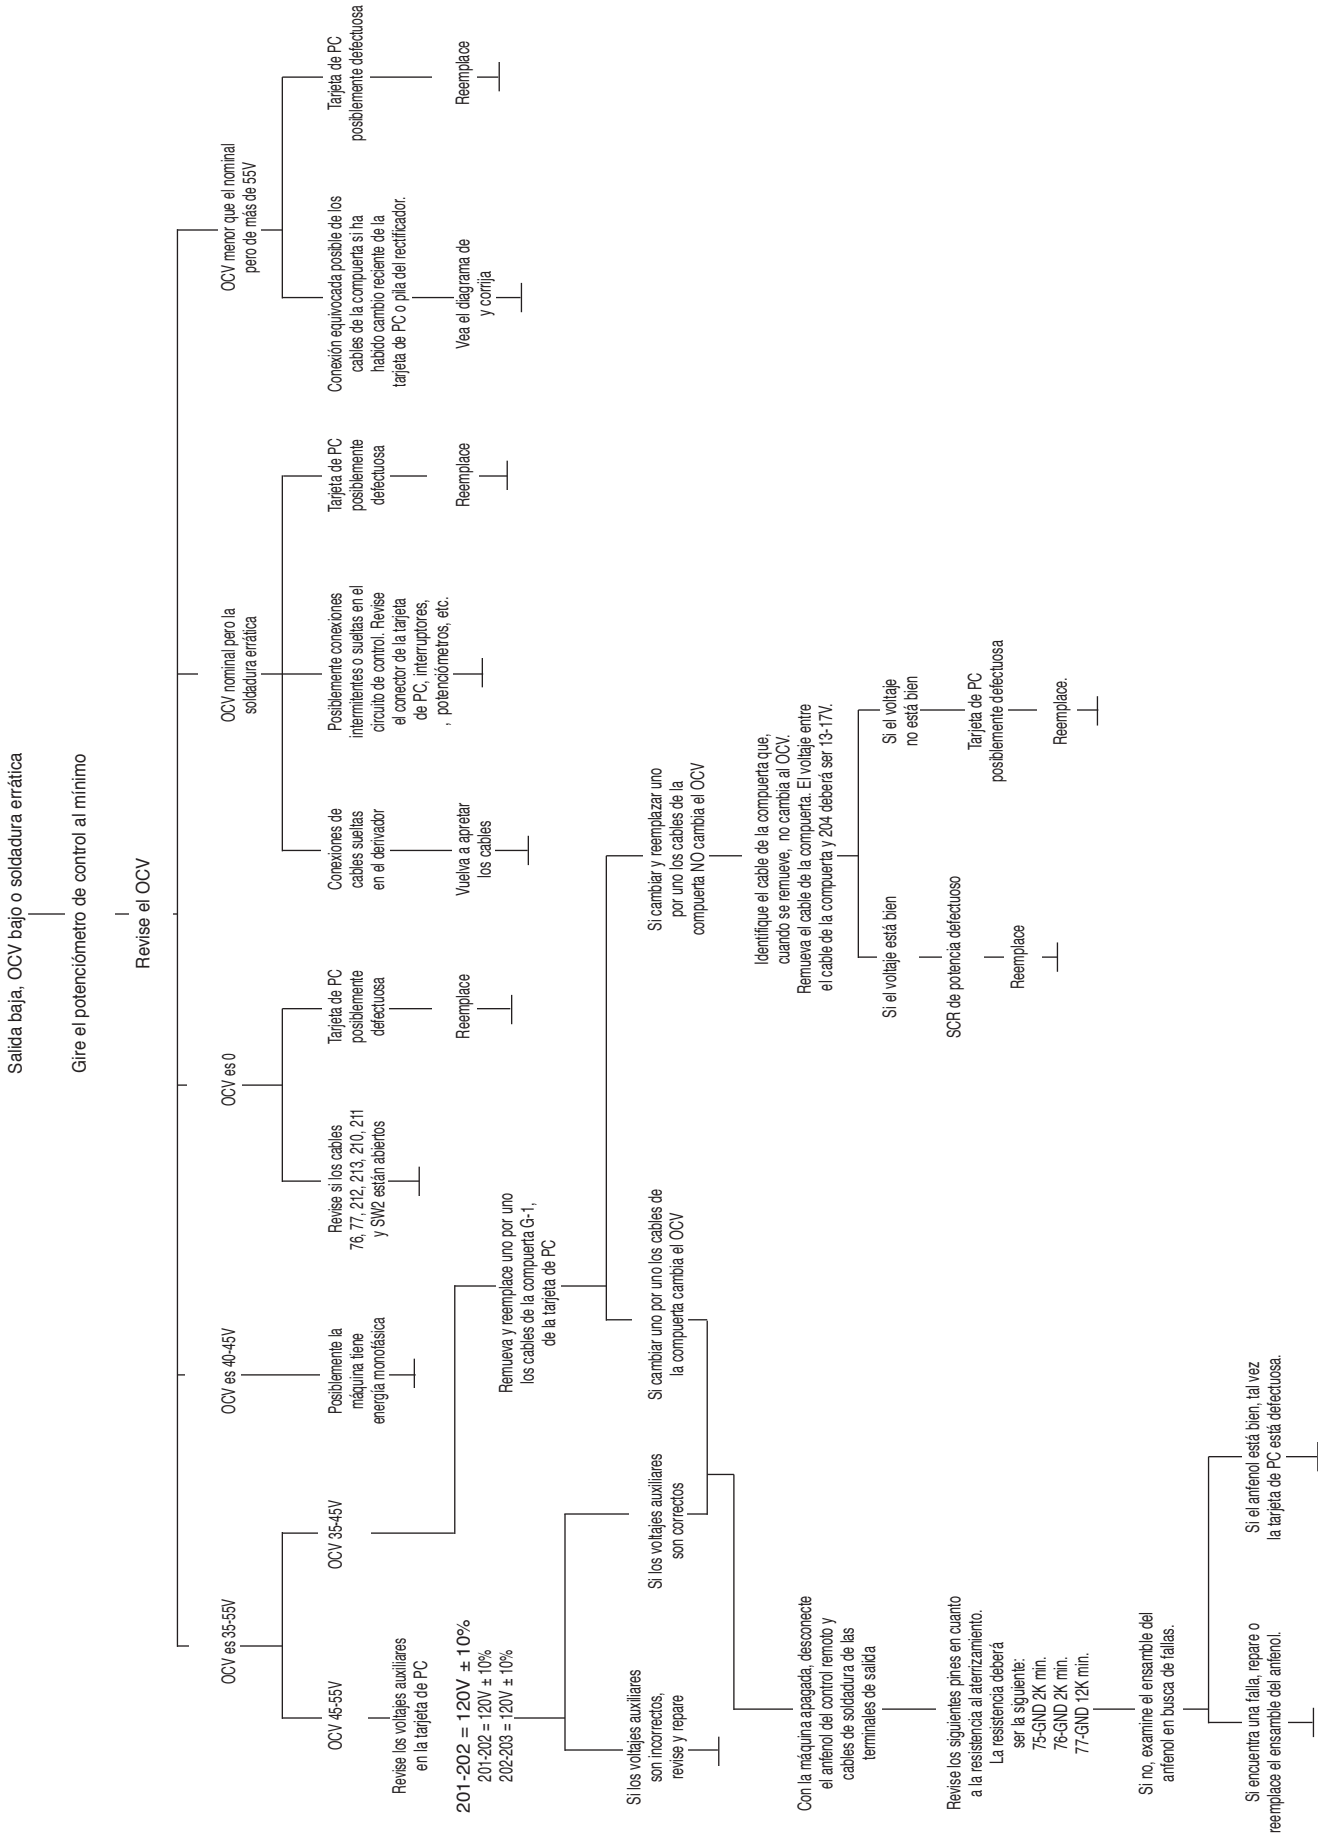 Salida baja, OCV bajo o soldadura errática
Gire el potenciómetro de control al mínimo
Revise el OCV
OCV es 35-55V
OCV es 40-45V
OCV es 0
OCV nominal pero la
soldadura errática
OCV menor que el nominal
pero de más de 55V
OCV 45-55V
OCV 35-45V
Posiblemente la
máquina tiene
energía monofásica
Revise si los cables
76, 77, 212, 213, 210, 211
y SW2 están abiertos
Tarjeta de PC
posiblemente
defectuosa
Reemplace
Conexiones de
cables sueltas
en el derivador
Vuelva a apretar
los cables
Posiblemente conexiones
intermitentes o sueltas en el
circuito de control. Revise
el conector de la tarjeta
de PC, interruptores,
, potenciómetros, etc.
Tarjeta de PC
posiblemente
defectuosa
Reemplace
Conexión equivocada posible de los
cables de la compuerta si ha
habido cambio reciente de la
tarjeta de PC o pila del rectificador.
Vea el diagrama de
y corrija
Tarjeta de PC
posiblemente defectuosa
Reemplace
Revise los voltajes auxiliares
en la tarjeta de PC
201-202 = 120V ± 10%
201-202 = 120V ± 10%
202-203 = 120V ± 10%
Remueva y reemplace uno por uno
los cables de la compuerta G-1,
de la tarjeta de PC
Si los voltajes auxiliares
son incorrectos,
revise y repare
Si los voltajes auxiliares
son correctos
Si cambiar uno por uno los cables de
la compuerta cambia el OCV
Si cambiar y reemplazar uno
por uno los cables de la
compuerta NO cambia el OCV
Identifique el cable de la compuerta que,
cuando se remueve, no cambia al OCV.
Remueva el cable de la compuerta. El voltaje entre
el cable de la compuerta y 204 deberá ser 13-17V.
Si el voltaje está bien
SCR de potencia defectuoso
Reemplace
Si el voltaje
no está bien
Tarjeta de PC
posiblemente defectuosa
Reemplace.
Con la máquina apagada, desconecte
el anfenol del control remoto y
cables de soldadura de las
terminales de salida
Revise los siguientes pines en cuanto
a la resistencia al aterrizamiento.
La resistencia deberá
ser la siguiente:
75-GND 2K min.
76-GND 2K min.
77-GND 12K min.
Si no, examine el ensamble del
anfenol en busca de fallas.
Si encuentra una falla, repare o
reemplace el ensamble del anfenol.
Si el anfenol está bien, tal vez
la tarjeta de PC está defectuosa.